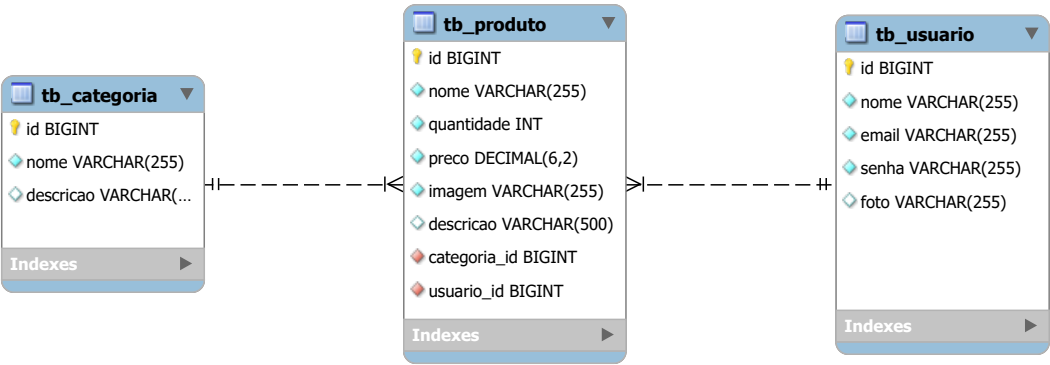 tb_categoria
id BIGINT
nome VARCHAR(255)
descricao VARCHAR(...
Indexes
tb_produto
id BIGINT
nome VARCHAR(255)
quantidade INT
preco DECIMAL(6,2)
imagem VARCHAR(255)
descricao VARCHAR(500)
categoria_id BIGINT
usuario_id BIGINT
Indexes
tb_usuario
id BIGINT
nome VARCHAR(255)
email VARCHAR(255)
senha VARCHAR(255)
foto VARCHAR(255)
Indexes